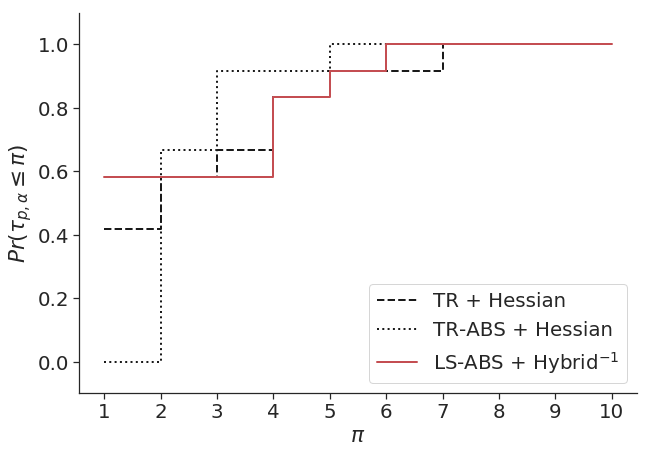 1.0
0.8
0.6
0.4
0.2
0.0
Pr(τp,α ≤ π)
TR + Hessian
TR-ABS + Hessian
LS-ABS + Hybrid⁻¹
1 2 3 4 5 6 7 8 9 10
π